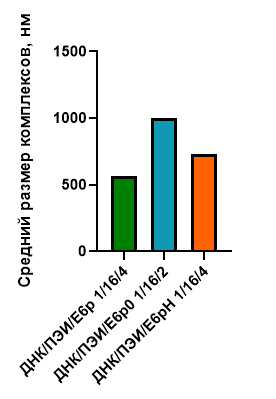 Средний размер комплексов, нм
1500
1000
500
0
ДНК/ПЭИ/Е6р 1/16/4
ДНК/ПЭИ/Е6р0 1/16/2
ДНК/ПЭИ/Е6рН 1/16/4